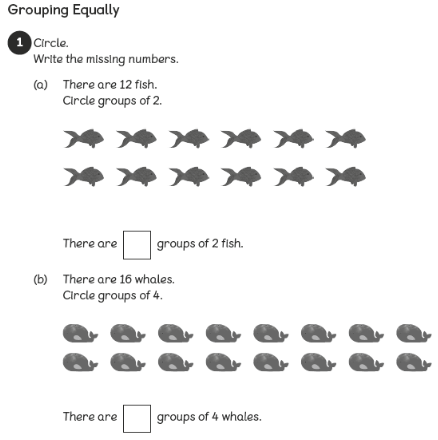 Grouping Equally
1 Circle.
Write the missing numbers.
(a) There are 12 fish.
Circle groups of 2.
There are groups of 2 fish.
(b) There are 16 whales.
Circle groups of 4.
There are groups of 4 whales.